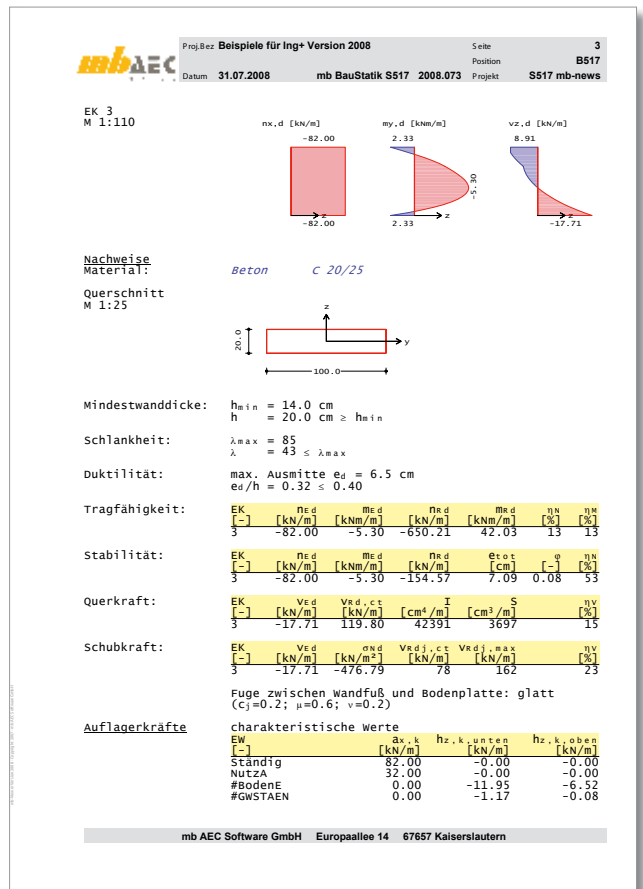 mb AEC
Proj.Bez Beispiele für Ing+ Version 2008 Seite 3
Position B517
Datum 31.07.2008 mb BauStatik S517 2008.073 Projekt S517 mb-news
EK 3
M 1:110
nx,d [kN/m] my,d [kNm/m] vz,d [kN/m]
-82.00 2.33 8.91
-5.30
z z z
-82.00 2.33 -17.71
Nachweise
Material: Beton C 20/25
Querschnitt
M 1:25
z
20.0
y
100.0
Mindestwanddicke: hmin = 14.0 cm
h = 20.0 cm ≥ hmin
Schlankheit: λmax = 85
λ = 43 ≤ λmax
Duktilität: max. Ausmitte ed = 6.5 cm
ed/h = 0.32 ≤ 0.40
Tragfähigkeit: EK nEd mEd nRd mRd ηN ηM
[-] [kN/m] [kNm/m] [kN/m] [kNm/m] [%] [%]
3 -82.00 -5.30 -650.21 42.03 13 13
Stabilität: EK nEd mEd nRd etot φ ηN
[-] [kN/m] [kNm/m] [kN/m] [cm] [-] [%]
3 -82.00 -5.30 -154.57 7.09 0.08 53
Querkraft: EK vEd vRd,ct I S ηV
[-] [kN/m] [kN/m] [cm⁴/m] [cm³/m] [%]
3 -17.71 119.80 42391 3697 15
Schubkraft: EK vEd σNd vRdj,ct vRdj,max ηV
[-] [kN/m] [kN/m²] [kN/m] [kN/m] [%]
3 -17.71 -476.79 78 162 23
Fuge zwischen Wandfuß und Bodenplatte: glatt
(cj=0.2; μ=0.6; ν=0.2)
Auflagerkräfte charakteristische Werte
EW ax,k hz,k,unten hz,k,oben
[-] [kN/m] [kN/m] [kN/m]
Ständig 82.00 -0.00 -0.00
NutzA 32.00 -0.00 -0.00
#BodenE 0.00 -11.95 -6.52
#GWSTAEN 0.00 -1.17 -0.08
mb AEC Software GmbH Europaallee 14 67657 Kaiserslautern